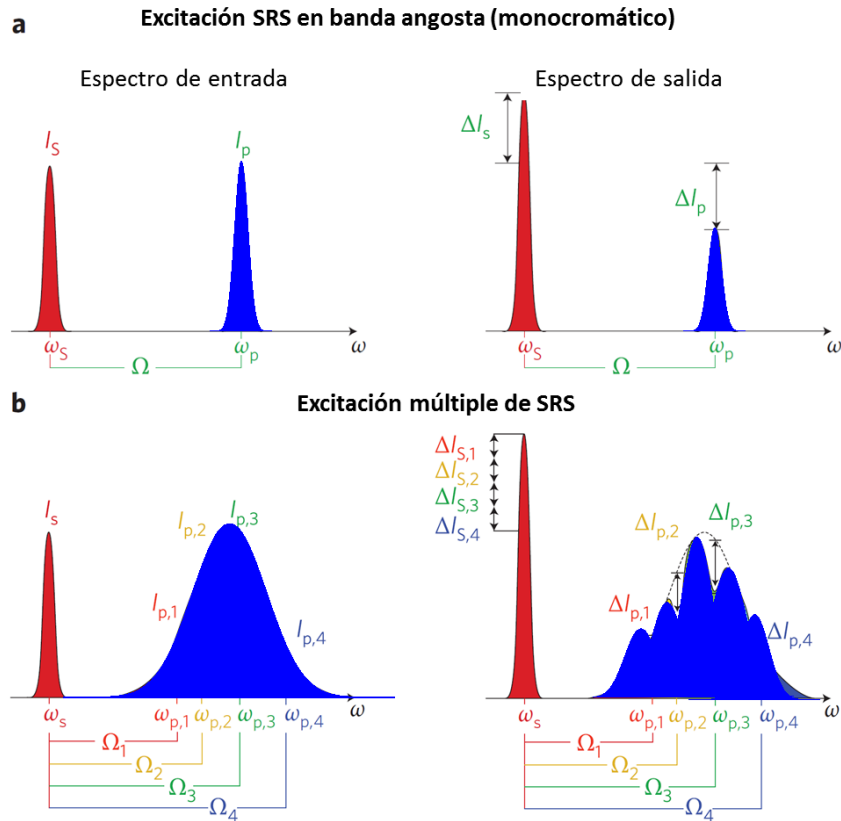 a
Excitación SRS en banda angosta (monocromático)
Espectro de entrada
Espectro de salida
I_S
I_p
ΔI_s
ΔI_p
ω_S
ω_p
ω
Ω
ω_S
ω_p
ω
Ω
b
Excitación múltiple de SRS
I_s
I_p,1
I_p,2
I_p,3
I_p,4
ΔI_S,1
ΔI_S,2
ΔI_S,3
ΔI_S,4
ΔI_p,1
ΔI_p,2
ΔI_p,3
ΔI_p,4
ω_s
ω_p,1
ω_p,2
ω_p,3
ω_p,4
ω
Ω_1
Ω_2
Ω_3
Ω_4
ω_s
ω_p,1
ω_p,2
ω_p,3
ω_p,4
ω
Ω_1
Ω_2
Ω_3
Ω_4